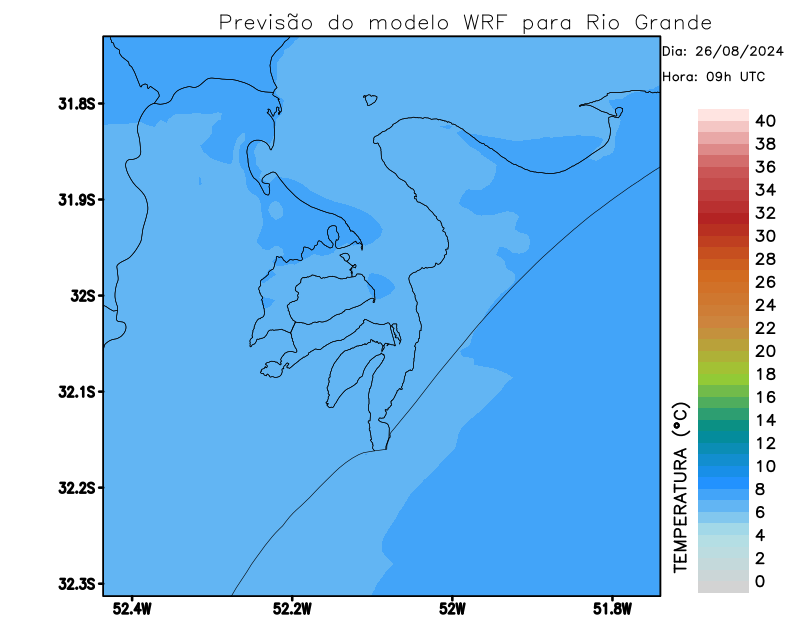 Previsão do modelo WRF para Rio Grande
Dia: 26/08/2024
Hora: 09h UTC
31.8S
31.9S
32S
32.1S
32.2S
32.3S
52.4W
52.2W
52W
51.8W
TEMPERATURA (°C)
40
38
36
34
32
30
28
26
24
22
20
18
16
14
12
10
8
6
4
2
0